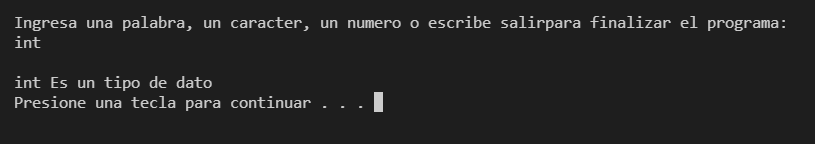 Ingresa una palabra, un caracter, un numero o escribe salirpara finalizar el programa:
int
int Es un tipo de dato
Presione una tecla para continuar . . .